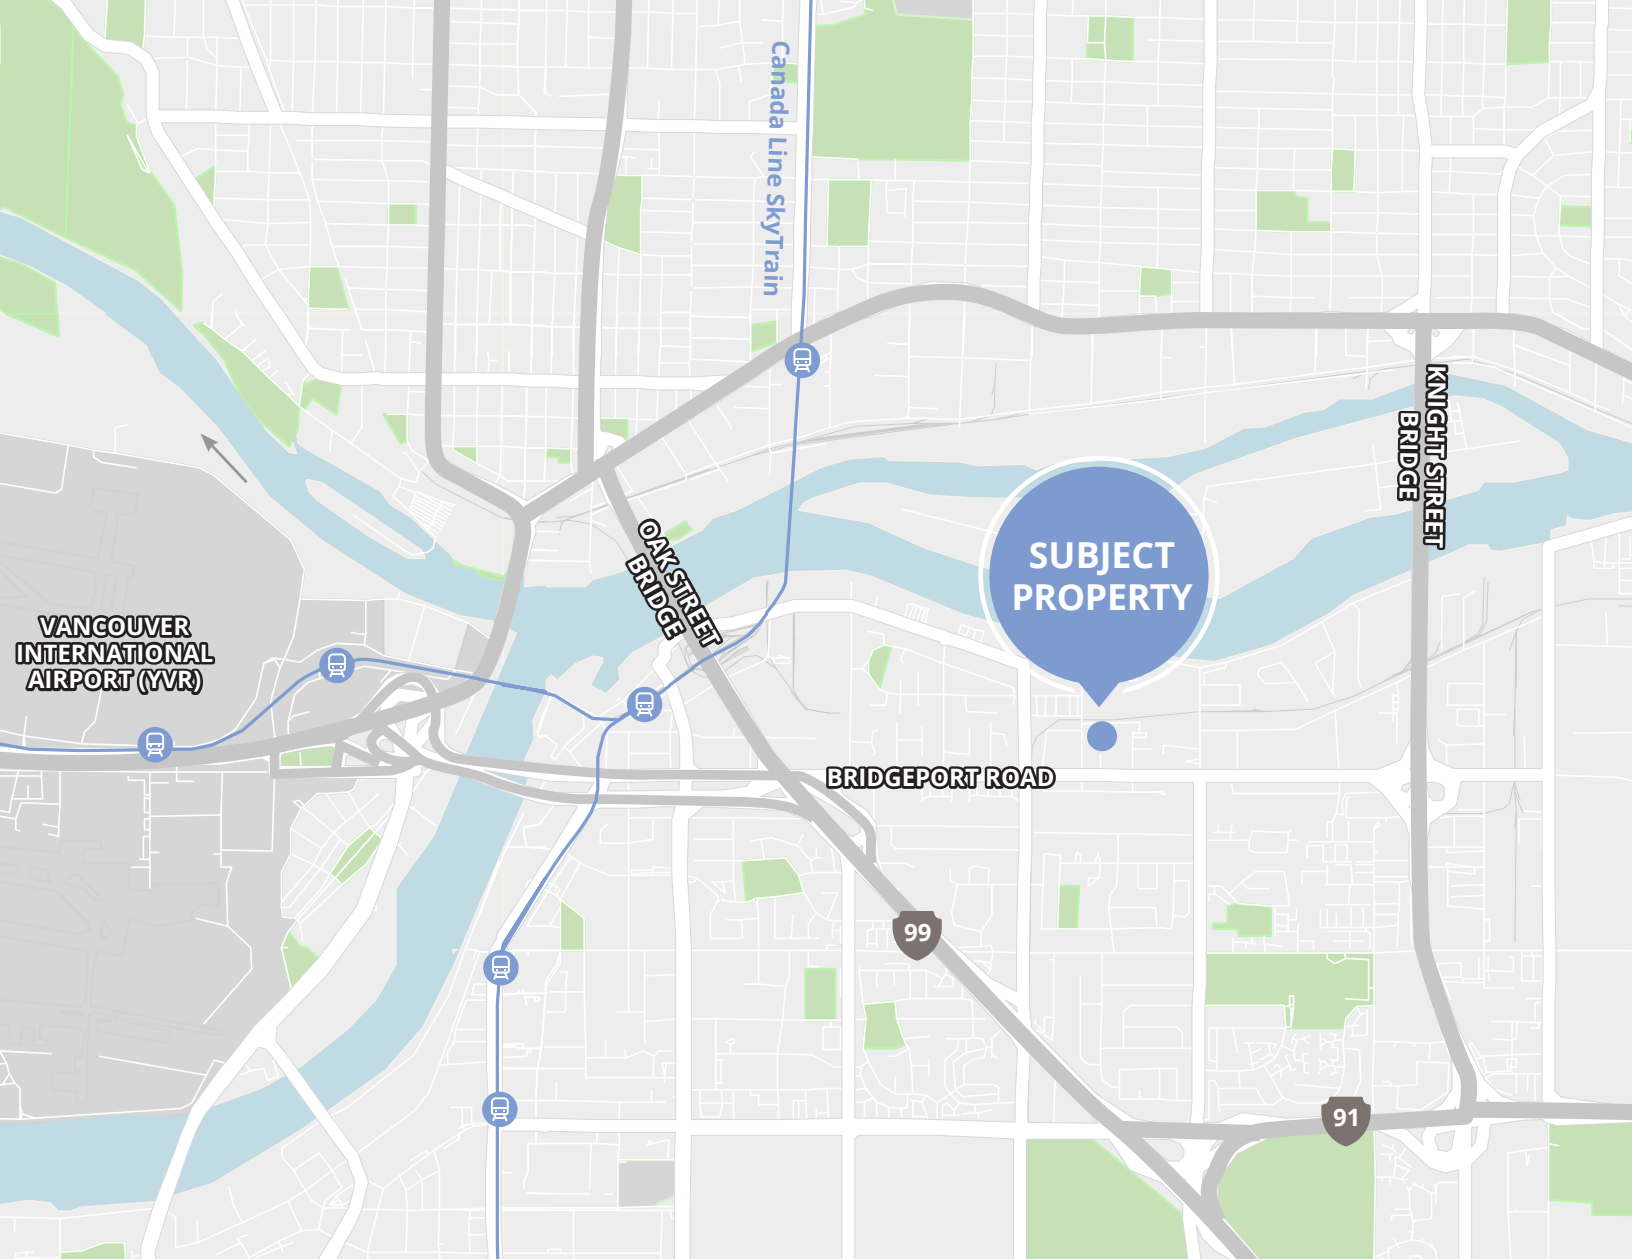 Canada Line SkyTrain
KNIGHT STREET
BRIDGE
OAK STREET
BRIDGE
SUBJECT
PROPERTY
VANCOUVER
INTERNATIONAL
AIRPORT (YVR)
BRIDGEPORT ROAD
99
91